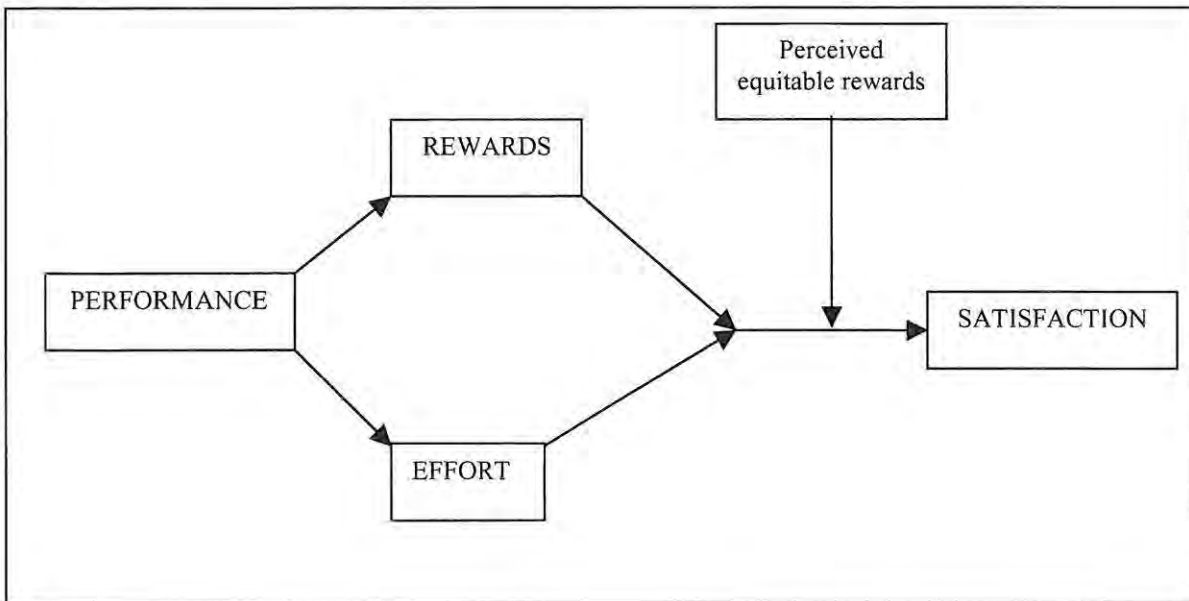 Perceived
equitable rewards
REWARDS
PERFORMANCE
SATISFACTION
EFFORT